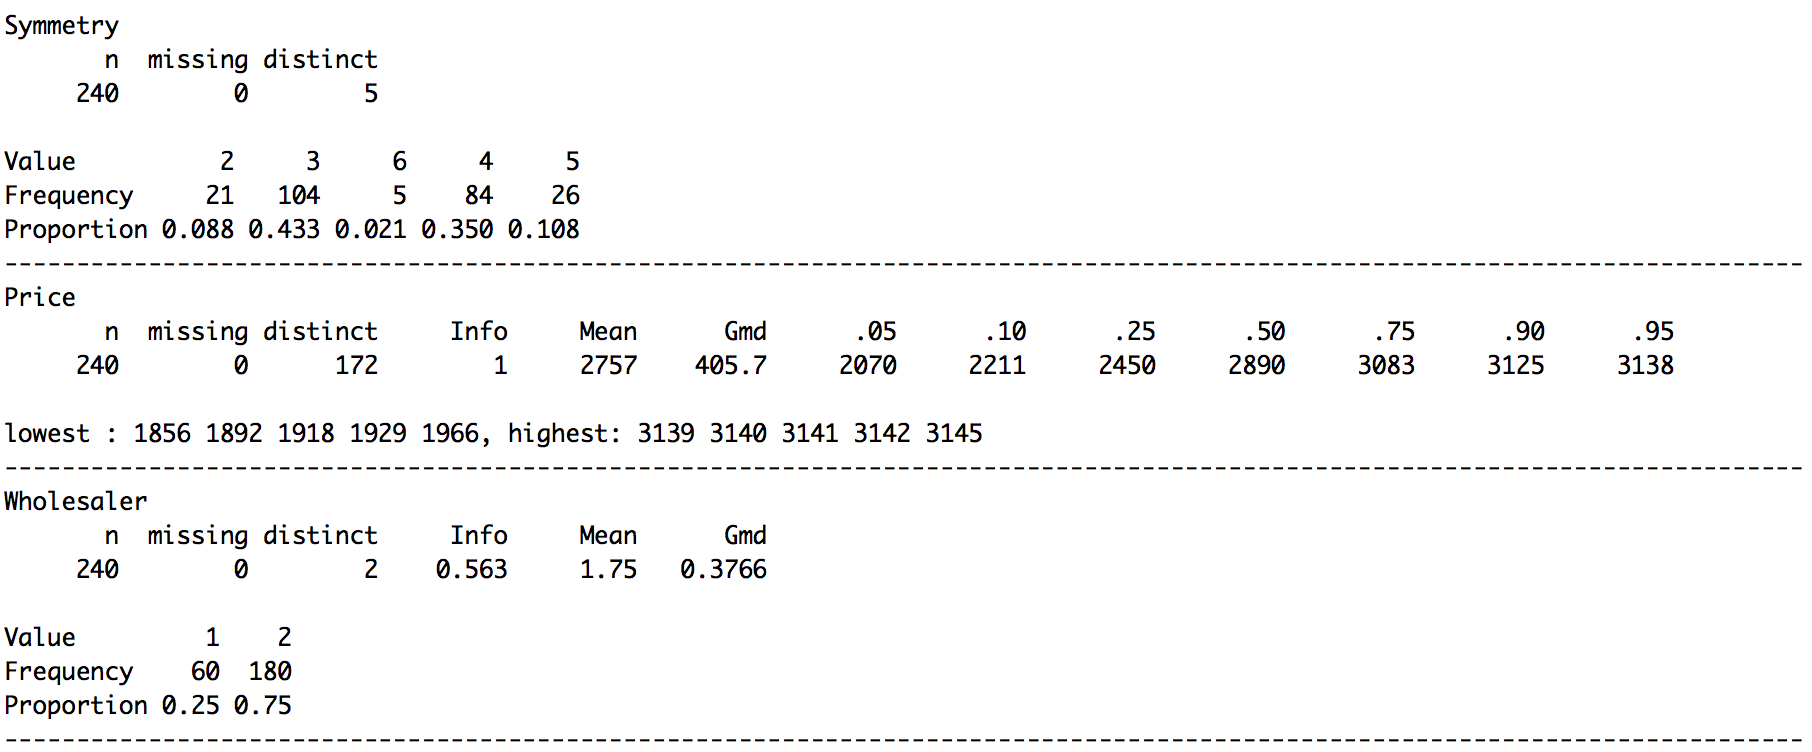 Symmetry
n missing distinct
240 0 5
Value 2 3 6 4 5
Frequency 21 104 5 84 26
Proportion 0.088 0.433 0.021 0.350 0.108
-----------------------------------------------------------------------------------------------------------------------------
Price
n missing distinct Info Mean Gmd .05 .10 .25 .50 .75 .90 .95
240 0 172 1 2757 405.7 2070 2211 2450 2890 3083 3125 3138
lowest : 1856 1892 1918 1929 1966, highest: 3139 3140 3141 3142 3145
-----------------------------------------------------------------------------------------------------------------------------
Wholesaler
n missing distinct Info Mean Gmd
240 0 2 0.563 1.75 0.3766
Value 1 2
Frequency 60 180
Proportion 0.25 0.75
-----------------------------------------------------------------------------------------------------------------------------